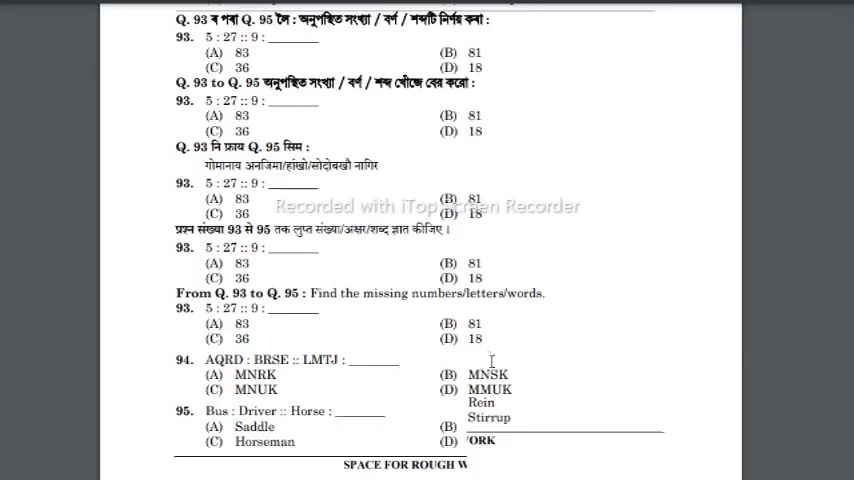 Q. 93 ৰ পৰা Q. 95 লৈ : অনুপস্থিত সংখ্যা / বৰ্ণ / শব্দটি নিৰ্ণয় কৰা :
93. 5 : 27 :: 9 : ________
(A) 83 (B) 81
(C) 36 (D) 18
Q. 93 to Q. 95 অনুপস্থিত সংখ্যা / বর্ণ / শব্দ খোঁজে বের করো :
93. 5 : 27 :: 9 : ________
(A) 83 (B) 81
(C) 36 (D) 18
Q. 93 नि फ्राय Q. 95 सिम :
गोमानाय अनजिमा/हांखो/सोदोबखौ नागिर
93. 5 : 27 :: 9 : ________
(A) 83 (B) 81
Recorded with iTop Screen Recorder
(C) 36 (D) 18
प्रश्न संख्या 93 से 95 तक लुप्त संख्या/अक्षर/शब्द ज्ञात कीजिए ।
93. 5 : 27 :: 9 : ________
(A) 83 (B) 81
(C) 36 (D) 18
From Q. 93 to Q. 95 : Find the missing numbers/letters/words.
93. 5 : 27 :: 9 : ________
(A) 83 (B) 81
(C) 36 (D) 18
94. AQRD : BRSE :: LMTJ : ________
(A) MNRK (B) MNSK
(C) MNUK (D) MMUK
Rein
95. Bus : Driver :: Horse : ________
Stirrup
(A) Saddle (B)
(C) Horseman (D) 'ORK
SPACE FOR ROUGH W